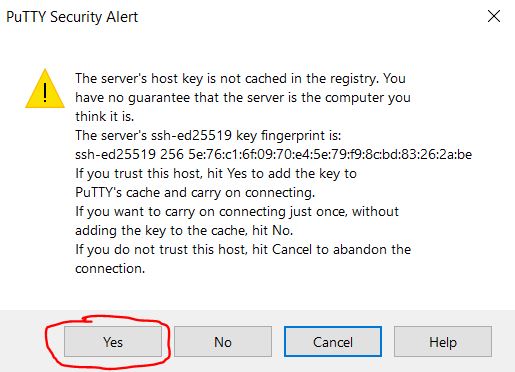 PuTTY Security Alert
The server's host key is not cached in the registry. You
have no guarantee that the server is the computer you
think it is.
The server's ssh-ed25519 key fingerprint is:
ssh-ed25519 256 5e:76:c1:6f:09:70:e4:5e:79:f9:8c:bd:83:26:2a:be
If you trust this host, hit Yes to add the key to
PuTTY's cache and carry on connecting.
If you want to carry on connecting just once, without
adding the key to the cache, hit No.
If you do not trust this host, hit Cancel to abandon the
connection.
Yes No Cancel Help